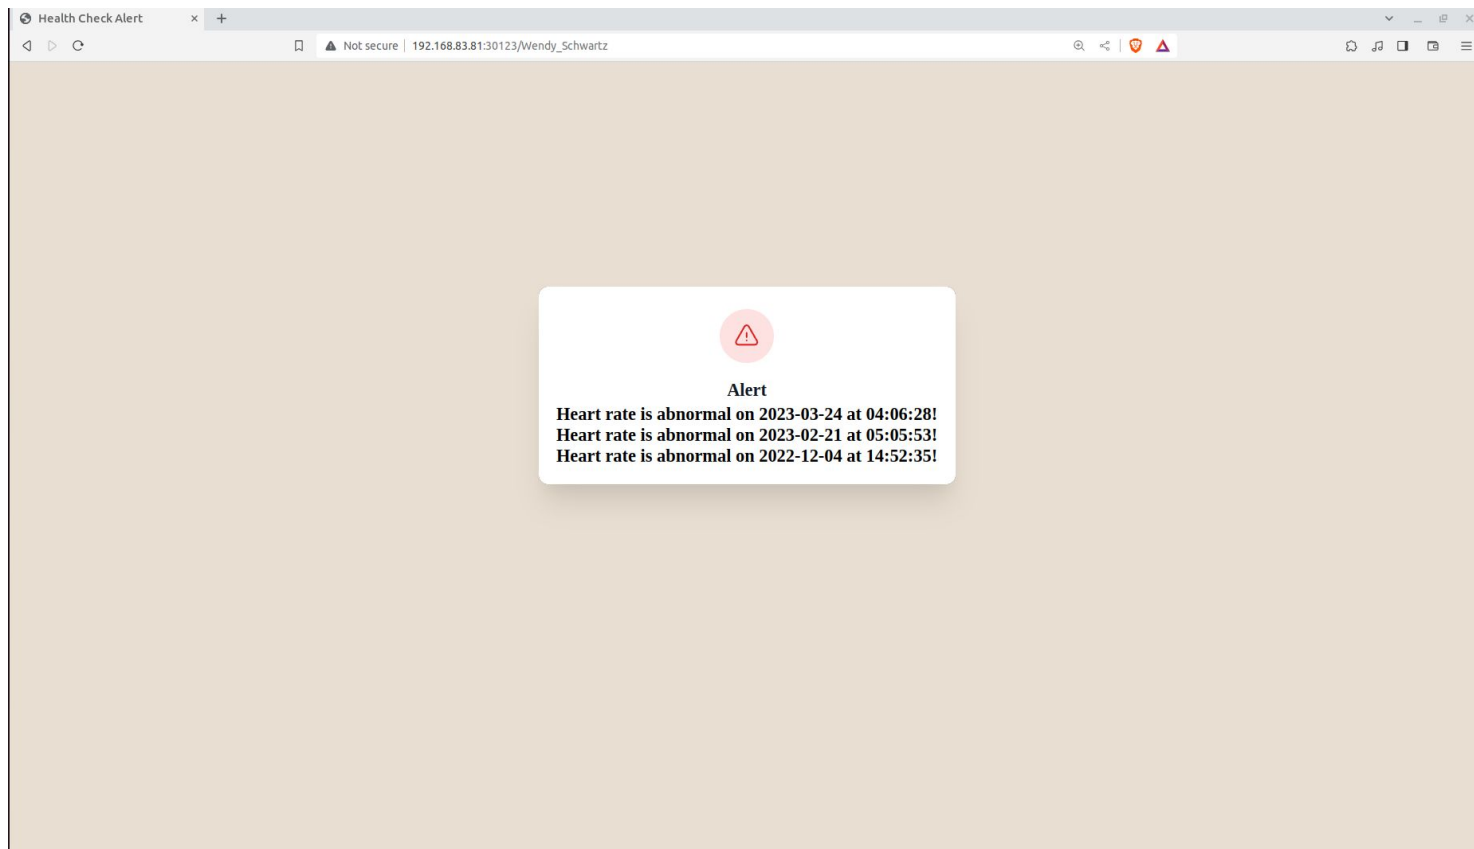 Health Check Alert
Not secure 192.168.83.81:30123/Wendy_Schwartz
Alert
Heart rate is abnormal on 2023-03-24 at 04:06:28!
Heart rate is abnormal on 2023-02-21 at 05:05:53!
Heart rate is abnormal on 2022-12-04 at 14:52:35!